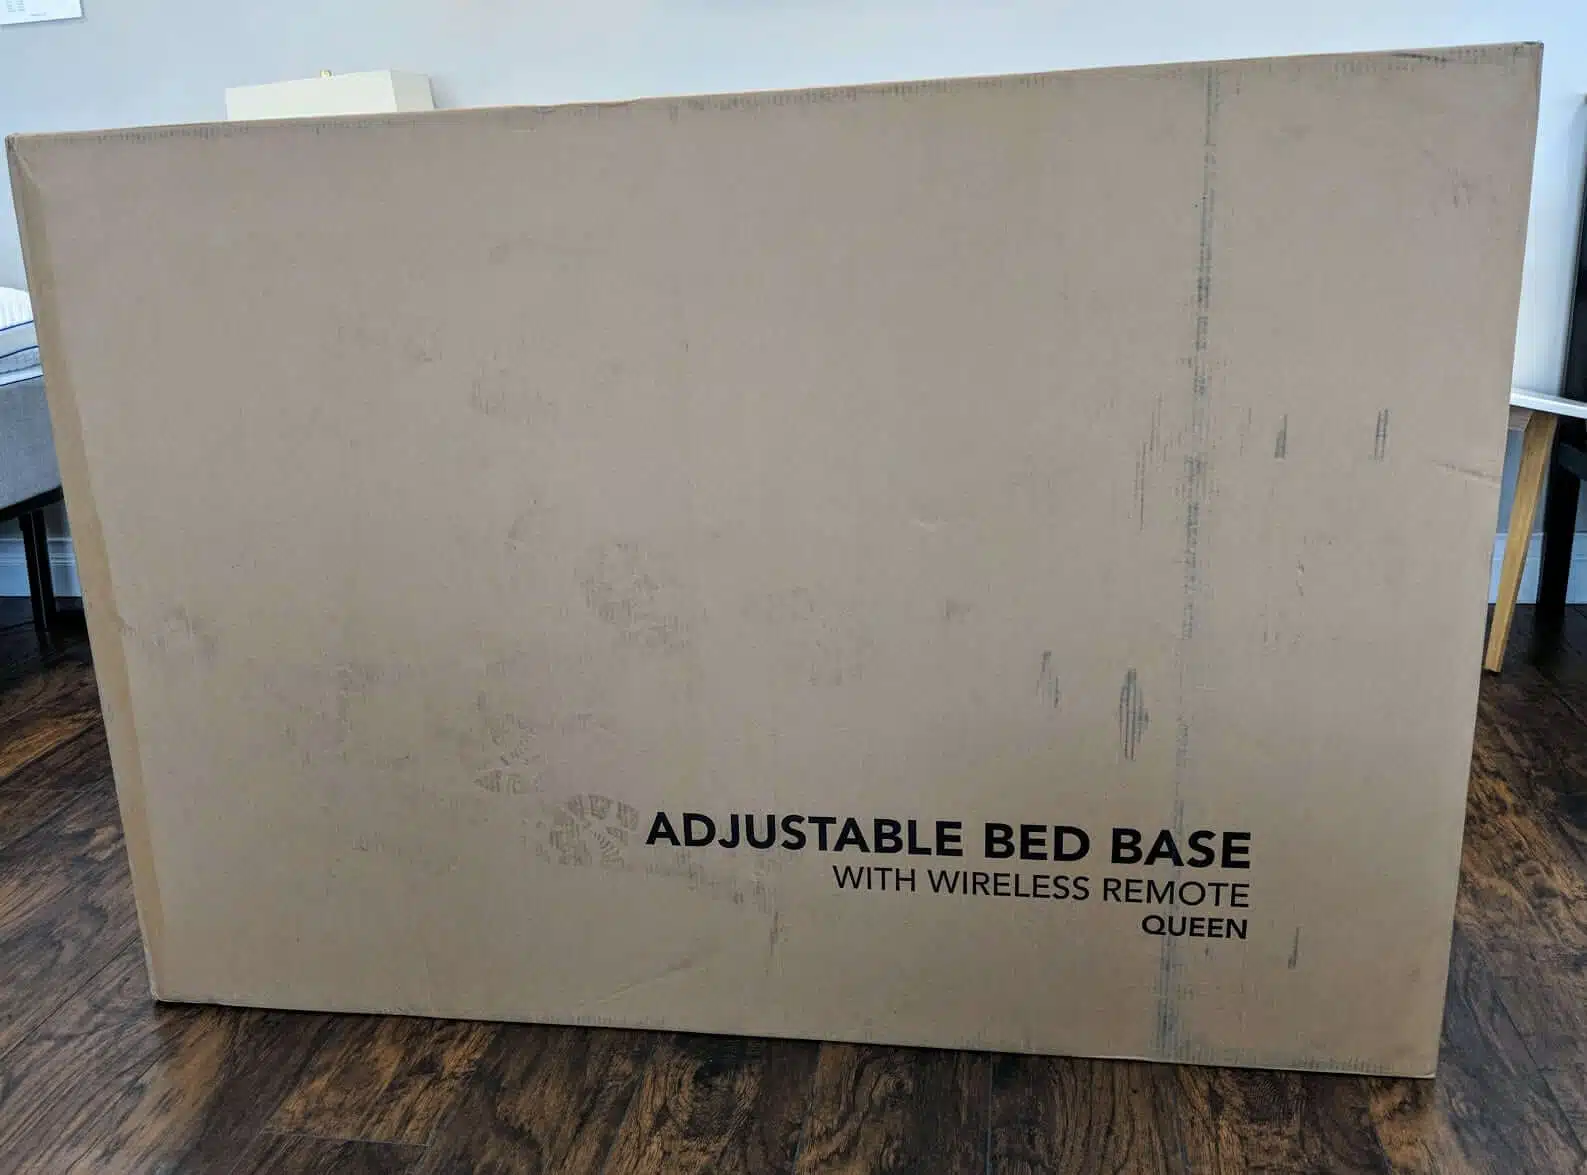 ADJUSTABLE BED BASE
WITH WIRELESS REMOTE
QUEEN